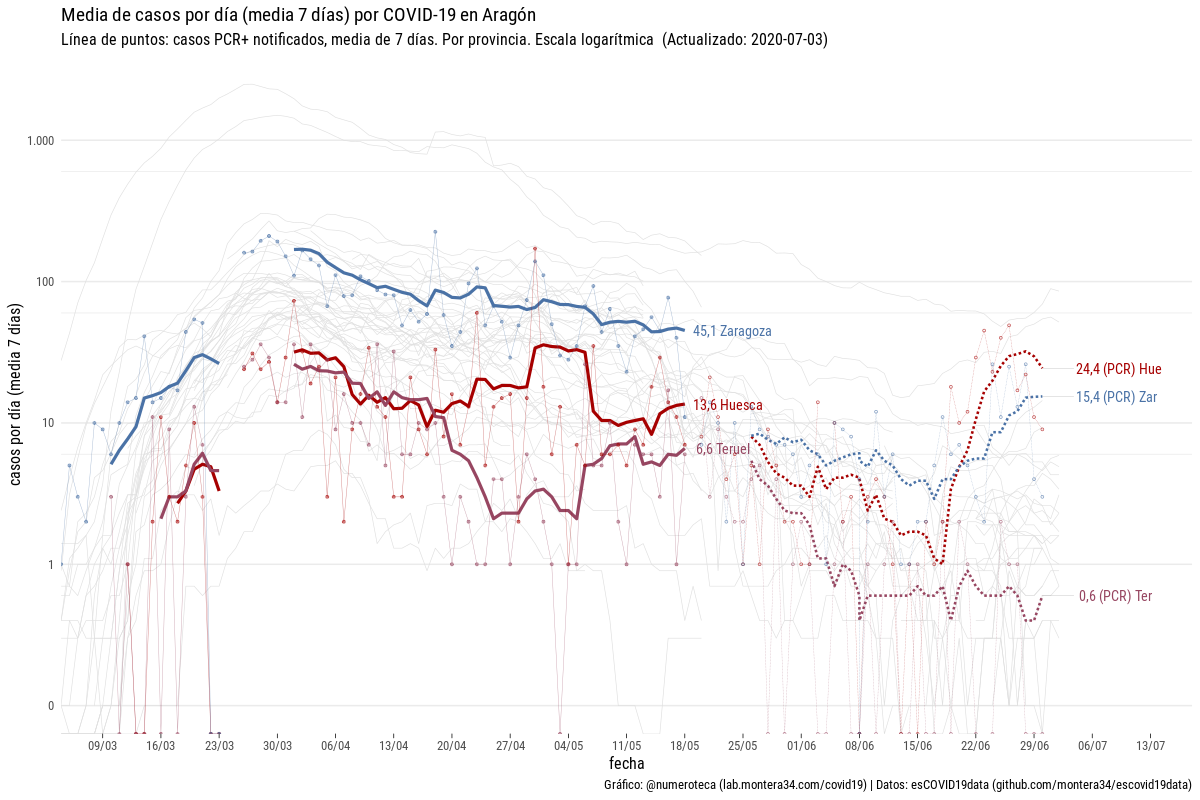 Media de casos por día (media 7 días) por COVID-19 en Aragón
Línea de puntos: casos PCR+ notificados, media de 7 días. Por provincia. Escala logarítmica  (Actualizado: 2020-07-03)
casos por día (media 7 días)
1.000
100
10
1
0
45,1 Zaragoza
13,6 Huesca
6,6 Teruel
24,4 (PCR) Hue
15,4 (PCR) Zar
0,6 (PCR) Ter
09/03 16/03 23/03 30/03 06/04 13/04 20/04 27/04 04/05 11/05 18/05 25/05 01/06 08/06 15/06 22/06 29/06 06/07 13/07
fecha
Gráfico: @numeroteca (lab.montera34.com/covid19) | Datos: esCOVID19data (github.com/montera34/escovid19data)